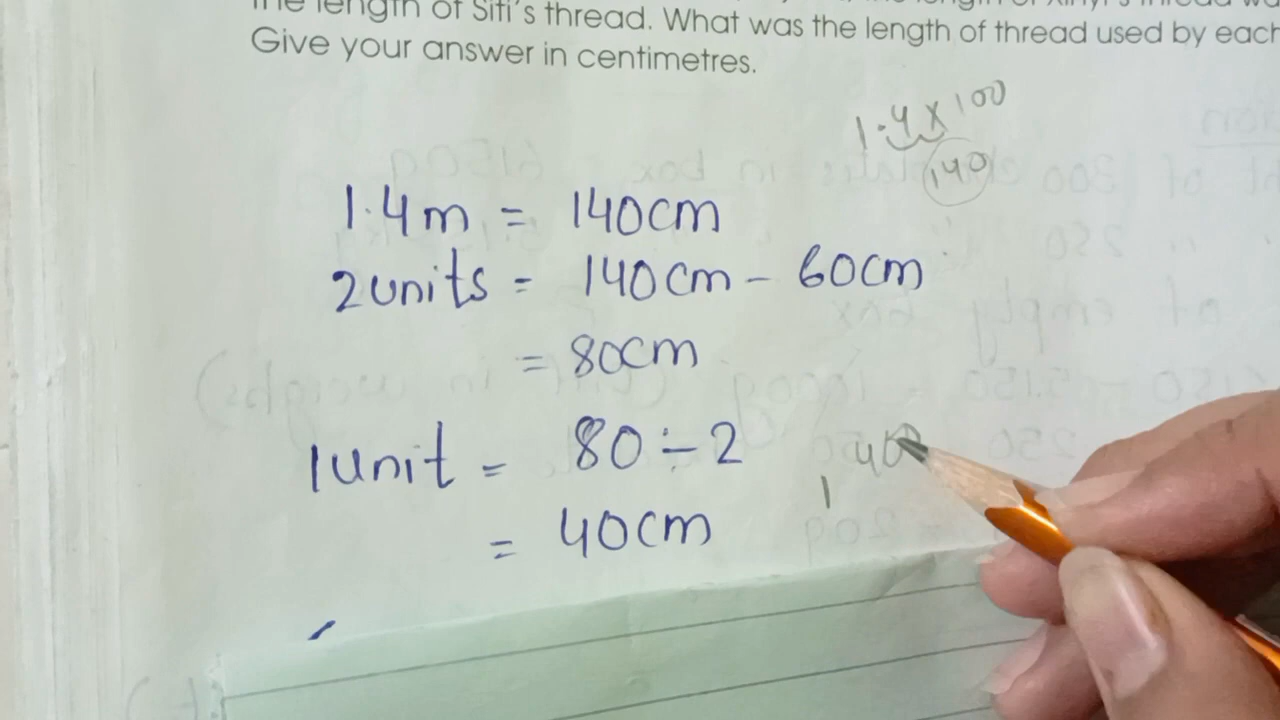 the length of Siti's thread. What was the length of thread used by each
Give your answer in centimetres.
1.4 x 100
140
1.4m = 140cm
2units = 140cm - 60cm
= 80cm
1unit = 80 ÷ 2
= 40cm